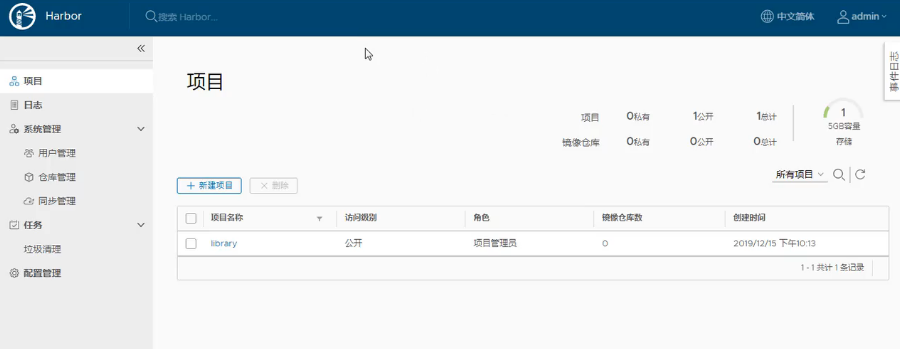 Harbor
搜索 Harbor...
中文简体
admin
«
项目
日志
系统管理
用户管理
仓库管理
同步管理
任务
垃圾清理
配置管理
项目
项目 0私有 1公开 1总计
镜像仓库 0私有 0公开 0总计
1
5GB容量
存储
事件日志
所有项目
+ 新建项目 × 删除
项目名称 访问级别 角色 镜像仓库数 创建时间
library 公开 项目管理员 0 2019/12/15 下午10:13
1 - 1 共计 1 条记录